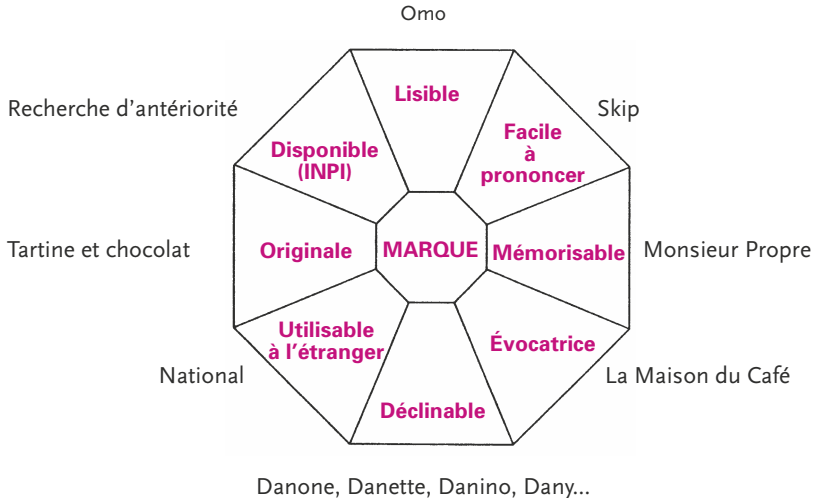 Omo
Lisible
Recherche d'antériorité
Skip
Facile
à
prononcer
Disponible
(INPI)
Tartine et chocolat
Originale
MARQUE
Mémorisable
Monsieur Propre
Utilisable
à l'étranger
Évocatrice
National
La Maison du Café
Déclinable
Danone, Danette, Danino, Dany...